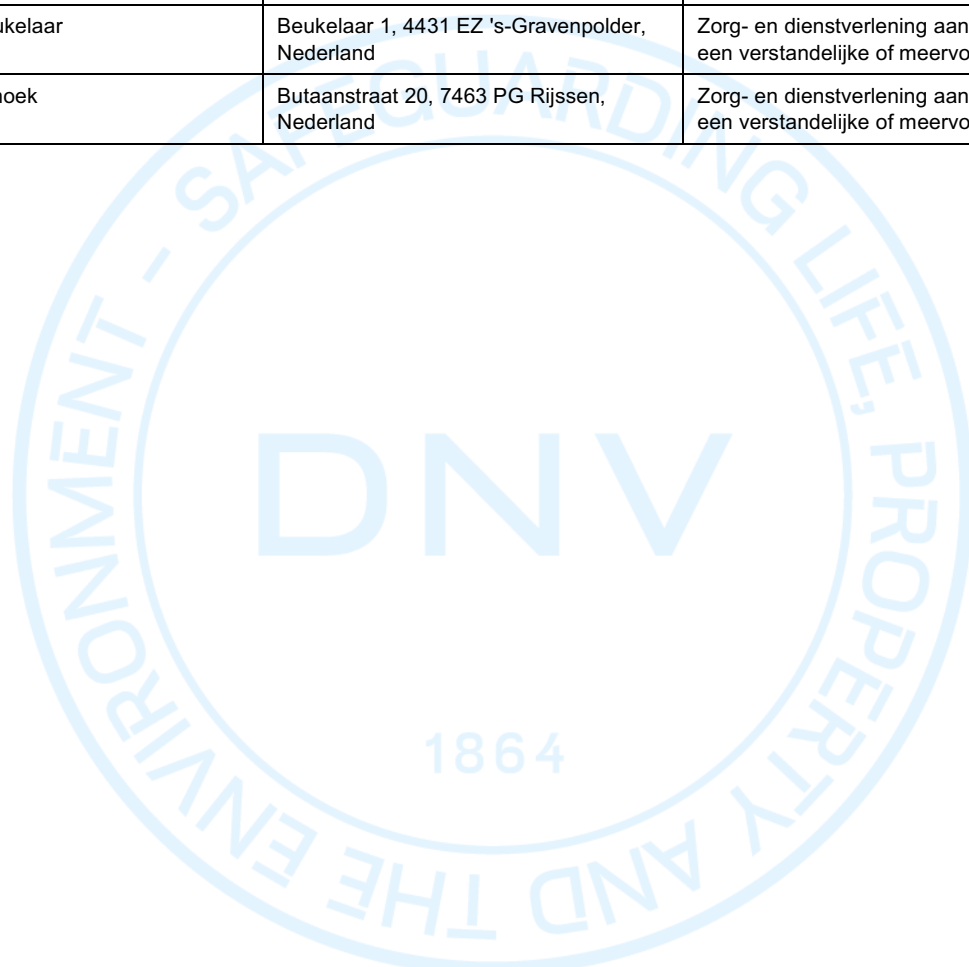 ukelaar
Beukelaar 1, 4431 EZ 's-Gravenpolder,
Nederland
Zorg- en dienstverlening aan
een verstandelijke of meervo
noek
Butaanstraat 20, 7463 PG Rijssen,
Nederland
Zorg- en dienstverlening aan
een verstandelijke of meervo
SAFEGUARDING LIFE, PROPERTY AND THE ENVIRONMENT -
DNV
1864